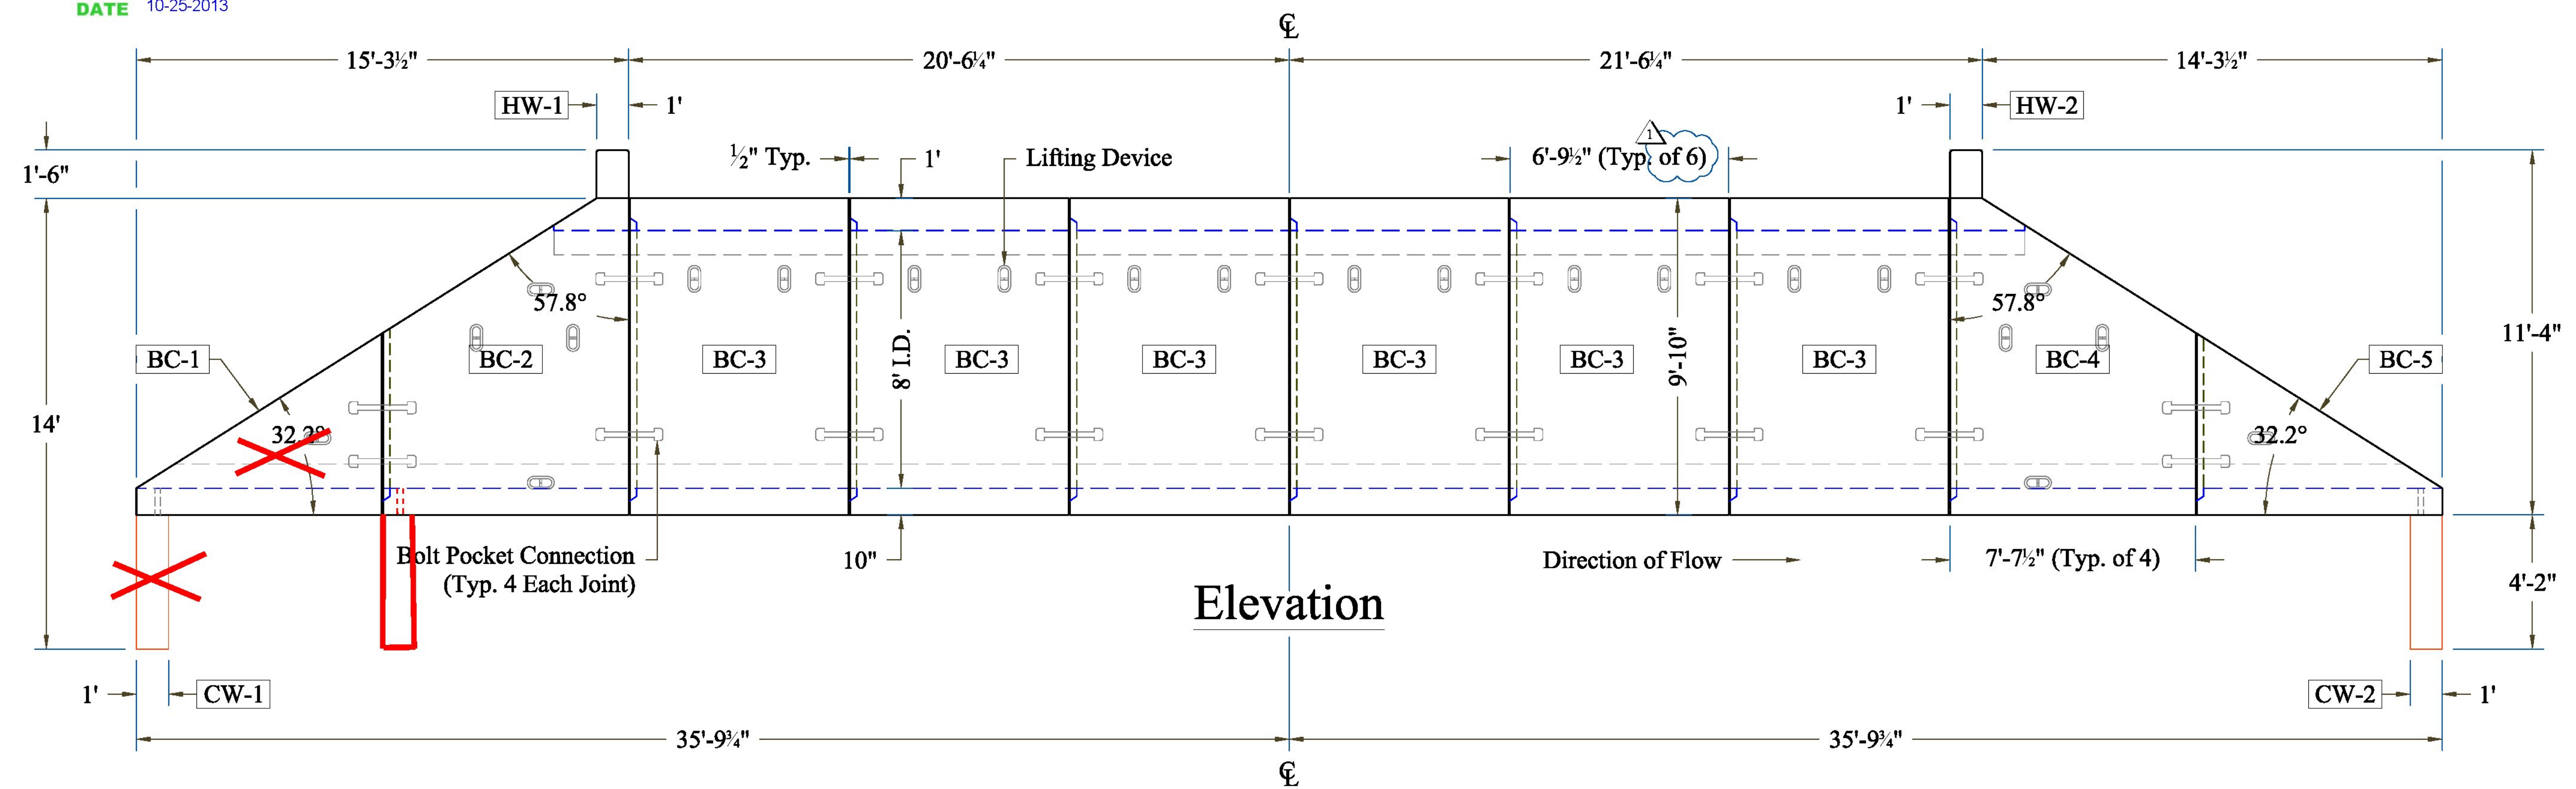 DATE 10-25-2013
℄
15'-3½" 20'-6¼" 21'-6¼" 14'-3½"
HW-1 1' 1' HW-2
1'-6" ½" Typ. 1' Lifting Device 6'-9½" (Typ. of 6) 1
57.8° 57.8°
BC-1 BC-2 BC-3 BC-3 BC-3 BC-3 BC-3 BC-3 BC-4 BC-5
8' I.D. 9'-10" 11'-4"
14' 32.2° 32.2°
Bolt Pocket Connection 10" Direction of Flow 7'-7½" (Typ. of 4)
(Typ. 4 Each Joint) 4'-2"
Elevation
1' CW-1 CW-2 1'
35'-9¾" 35'-9¾"
℄